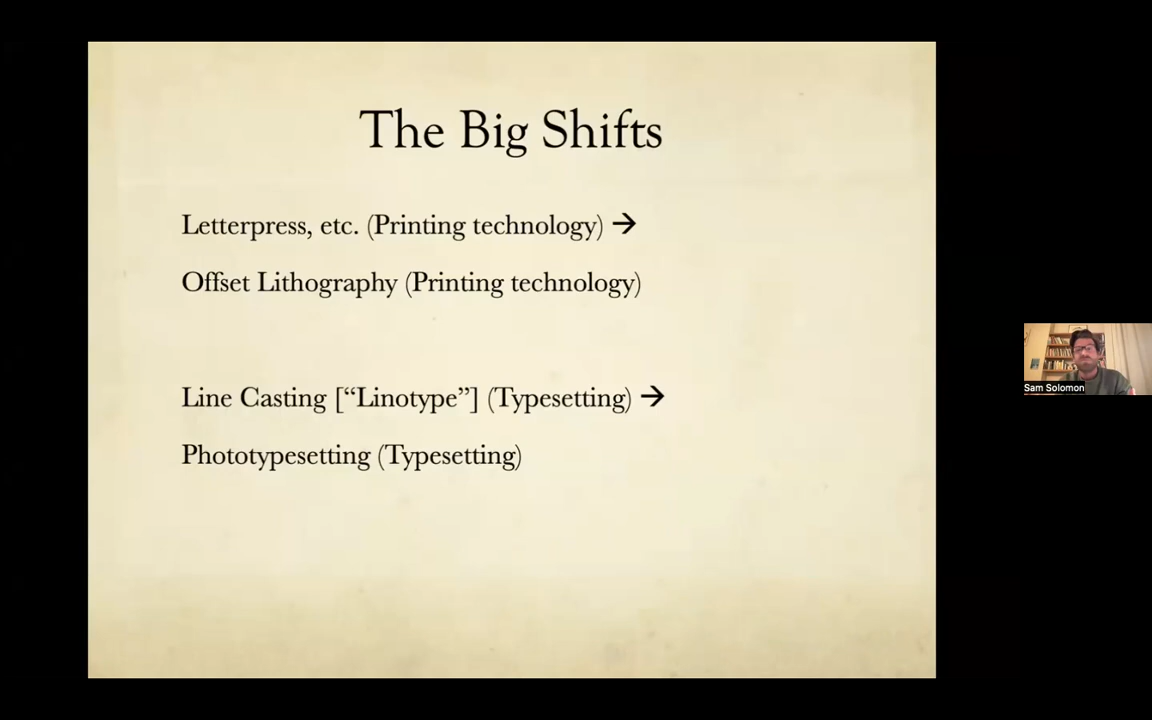 The Big Shifts
Letterpress, etc. (Printing technology) →
Offset Lithography (Printing technology)
Line Casting [“Linotype”] (Typesetting) →
Phototypesetting (Typesetting)
Sam Solomon